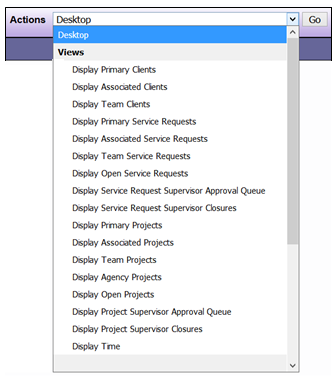 Actions Desktop Go
Desktop
Views
Display Primary Clients
Display Associated Clients
Display Team Clients
Display Primary Service Requests
Display Associated Service Requests
Display Team Service Requests
Display Open Service Requests
Display Service Request Supervisor Approval Queue
Display Service Request Supervisor Closures
Display Primary Projects
Display Associated Projects
Display Team Projects
Display Agency Projects
Display Open Projects
Display Project Supervisor Approval Queue
Display Project Supervisor Closures
Display Time